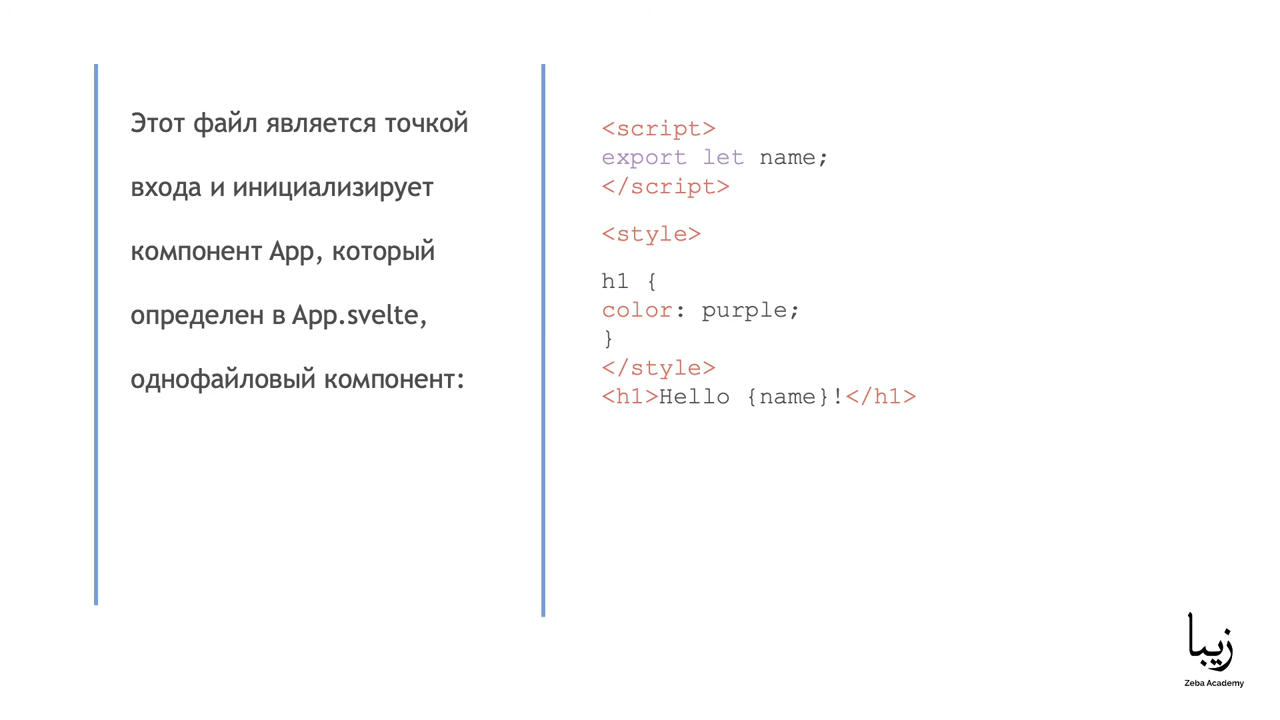 Этот файл является точкой
входа и инициализирует
компонент App, который
определен в App.svelte,
однофайловый компонент:
<script>
export let name;
</script>
<style>
h1 {
color: purple;
}
</style>
<h1>Hello {name}!</h1>
زيبا
Zeba Academy